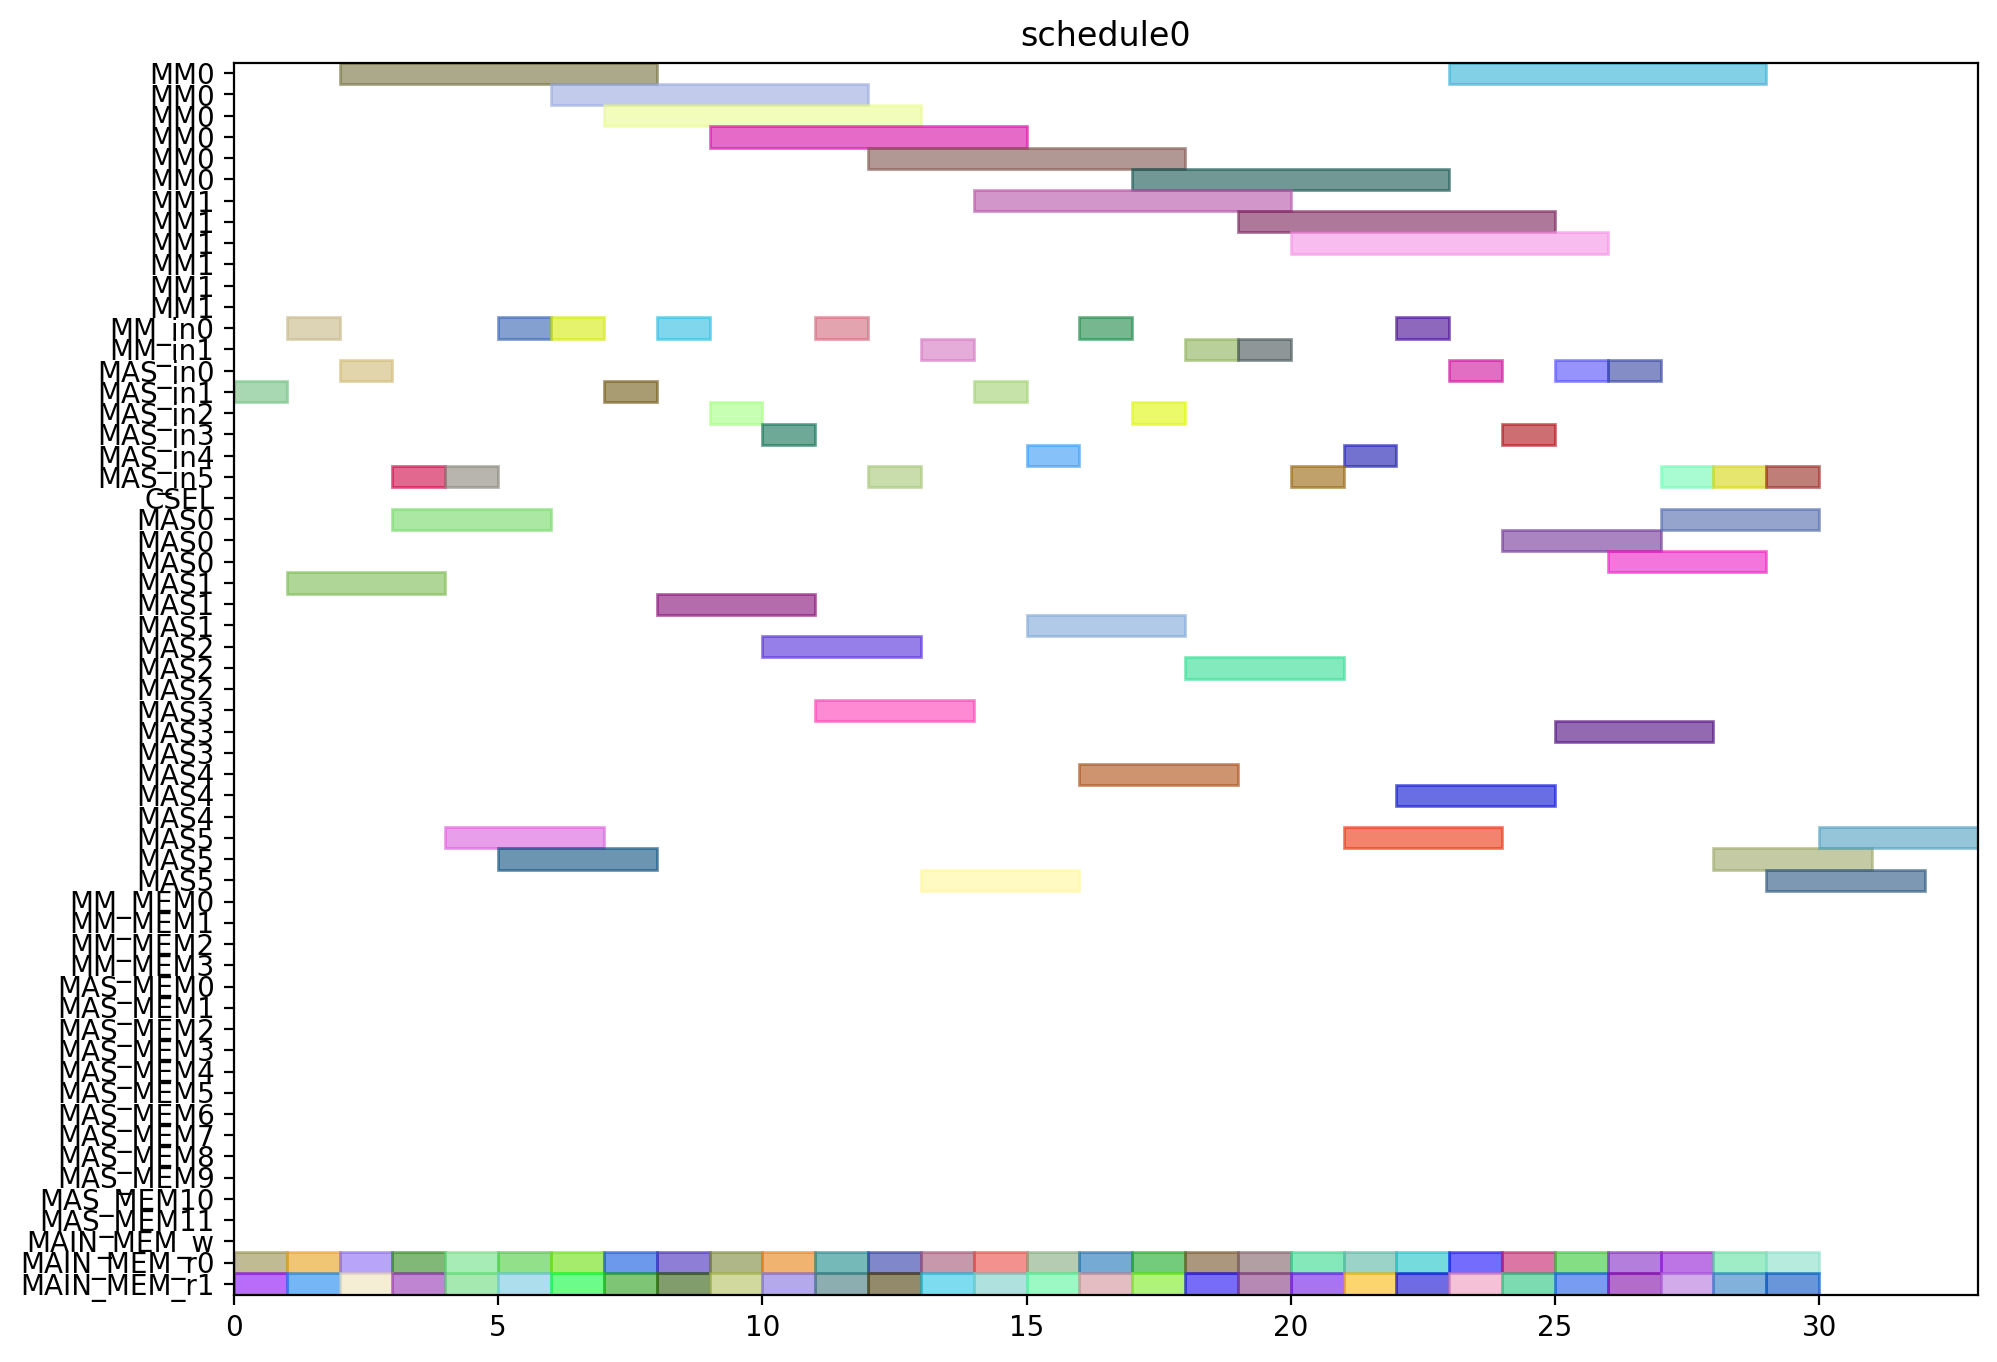 schedule0
MM0
MM0
MM0
MM0
MM0
MM0
MM1
MM1
MM1
MM1
MM1
MM1
MM_in0
MM_in1
MAS_in0
MAS_in1
MAS_in2
MAS_in3
MAS_in4
MAS_in5
CSEL
MAS0
MAS0
MAS0
MAS1
MAS1
MAS1
MAS2
MAS2
MAS2
MAS3
MAS3
MAS3
MAS4
MAS4
MAS4
MAS5
MAS5
MAS5
MM_MEM0
MM_MEM1
MM_MEM2
MM_MEM3
MAS_MEM0
MAS_MEM1
MAS_MEM2
MAS_MEM3
MAS_MEM4
MAS_MEM5
MAS_MEM6
MAS_MEM7
MAS_MEM8
MAS_MEM9
MAS_MEM10
MAS_MEM11
MAIN_MEM_w
MAIN_MEM_r0
MAIN_MEM_r1
0 5 10 15 20 25 30